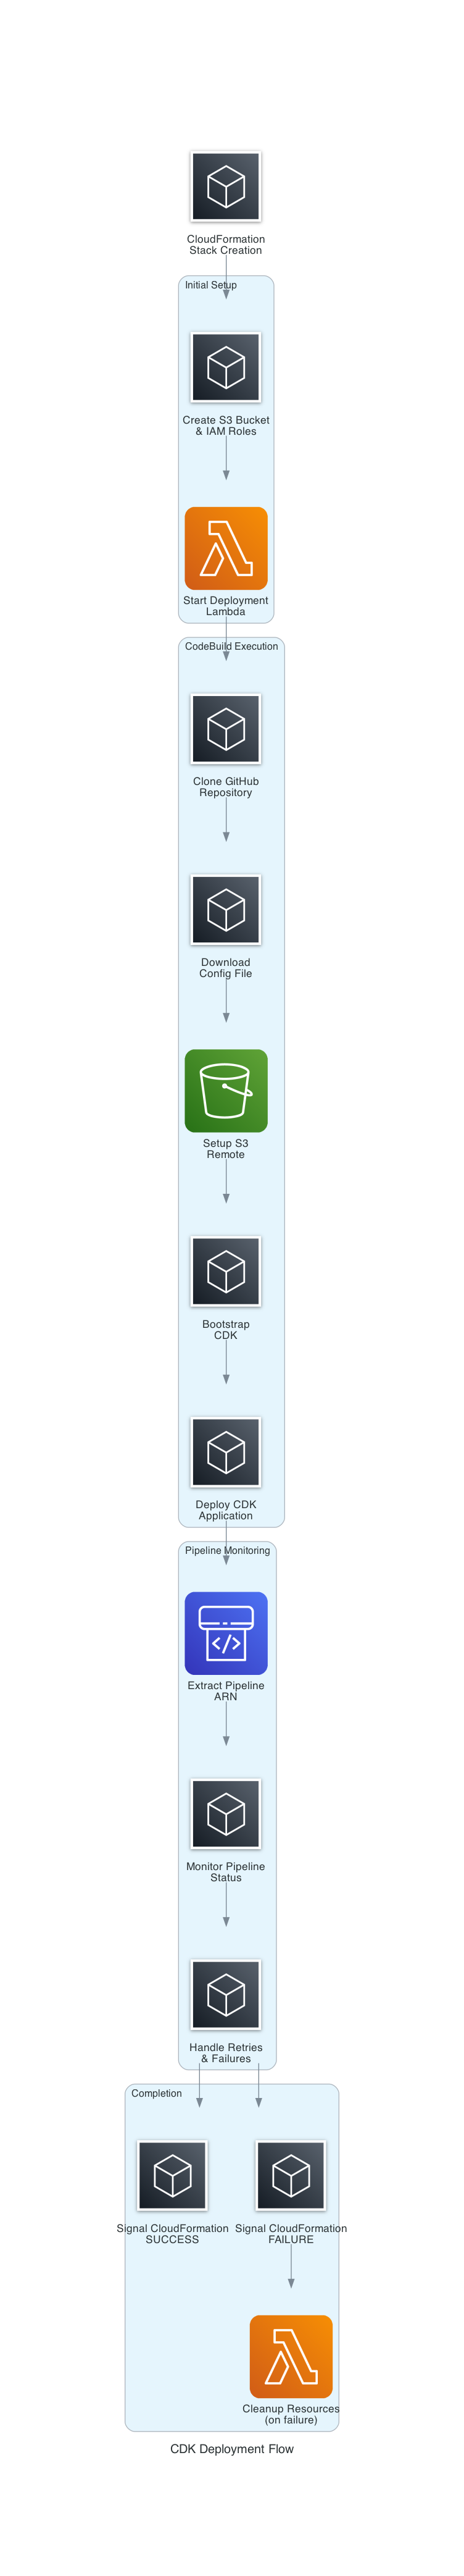 CloudFormation
Stack Creation
Initial Setup
Create S3 Bucket
& IAM Roles
Start Deployment
Lambda
CodeBuild Execution
Clone GitHub
Repository
Download
Config File
Setup S3
Remote
Bootstrap
CDK
Deploy CDK
Application
Pipeline Monitoring
Extract Pipeline
ARN
Monitor Pipeline
Status
Handle Retries
& Failures
Completion
Signal CloudFormation
SUCCESS
Signal CloudFormation
FAILURE
Cleanup Resources
(on failure)
CDK Deployment Flow